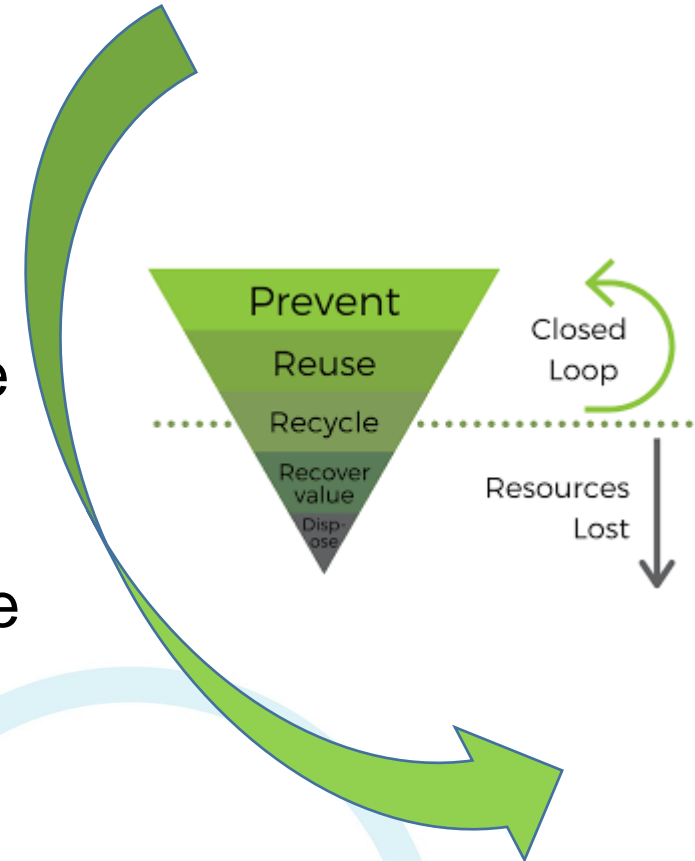 Prevent
Reuse
Recycle
Recover
value
Disp-
ose
Closed
Loop
Resources
Lost
e
e